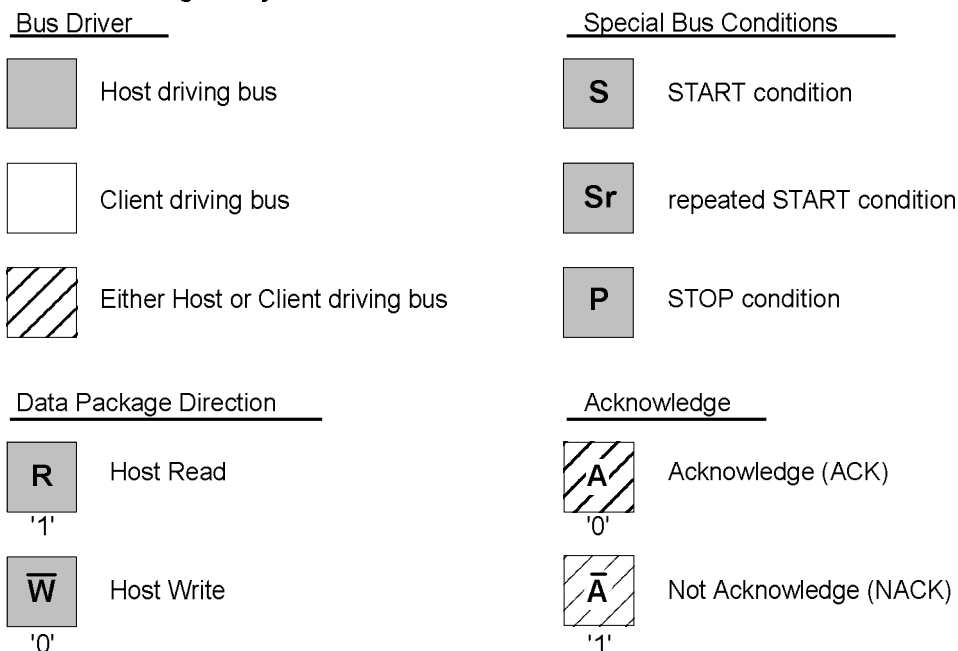 Bus Driver
Host driving bus
Client driving bus
Either Host or Client driving bus
Special Bus Conditions
S START condition
Sr repeated START condition
P STOP condition
Data Package Direction
R Host Read
'1'
W̅ Host Write
'0'
Acknowledge
A Acknowledge (ACK)
'0'
A̅ Not Acknowledge (NACK)
'1'